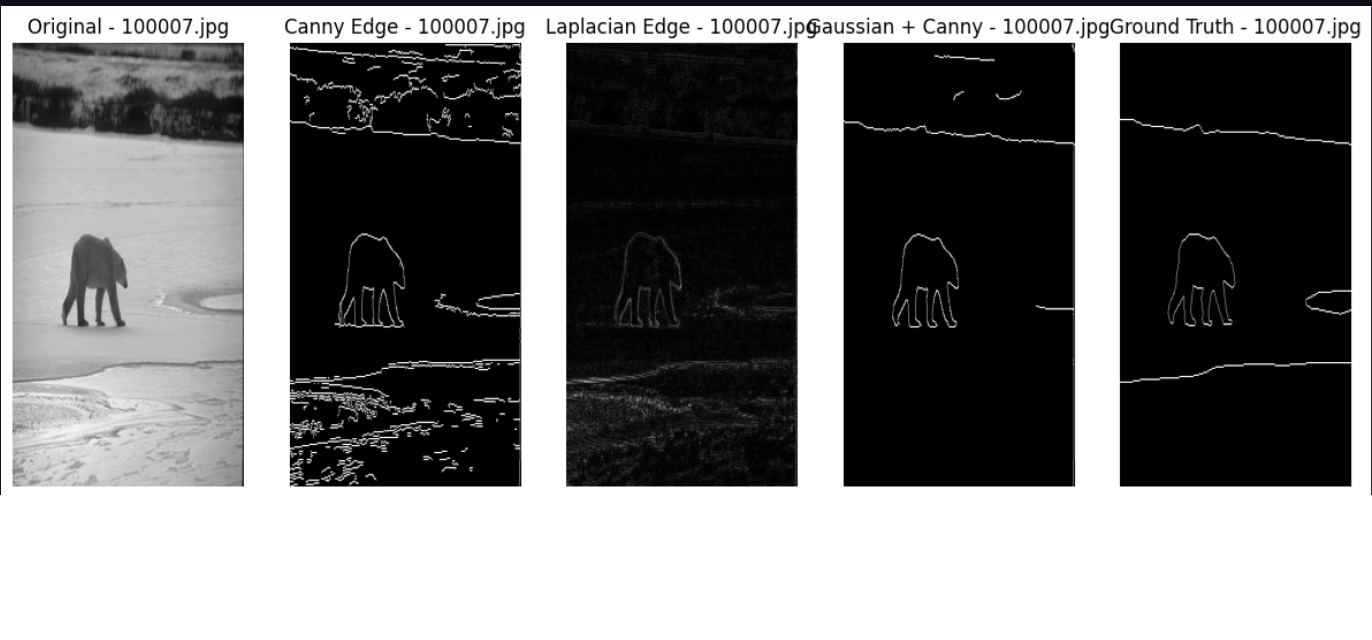 Original - 100007.jpg
Canny Edge - 100007.jpg
Laplacian Edge - 100007.jpg
Gaussian + Canny - 100007.jpg
Ground Truth - 100007.jpg